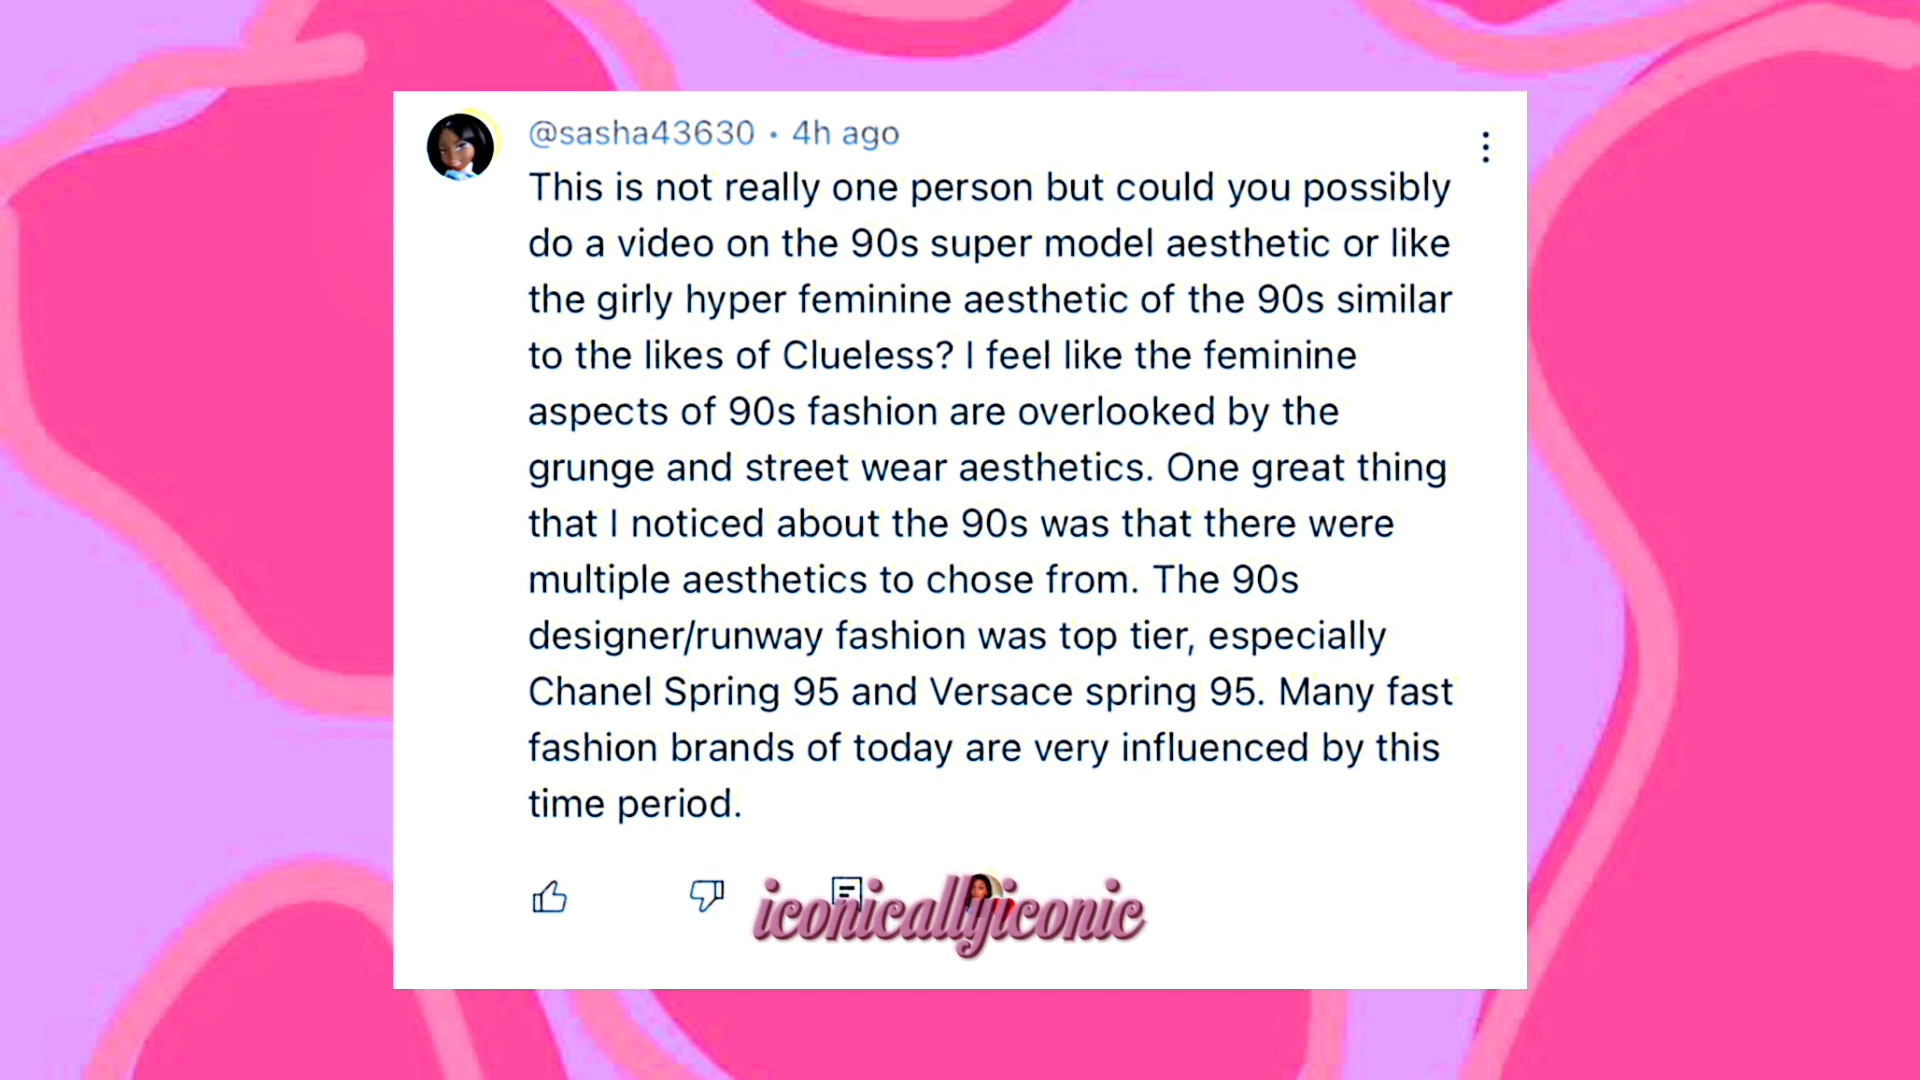 @sasha43630 • 4h ago
This is not really one person but could you possibly
do a video on the 90s super model aesthetic or like
the girly hyper feminine aesthetic of the 90s similar
to the likes of Clueless? I feel like the feminine
aspects of 90s fashion are overlooked by the
grunge and street wear aesthetics. One great thing
that I noticed about the 90s was that there were
multiple aesthetics to chose from. The 90s
designer/runway fashion was top tier, especially
Chanel Spring 95 and Versace spring 95. Many fast
fashion brands of today are very influenced by this
time period.
iconicallyiconic